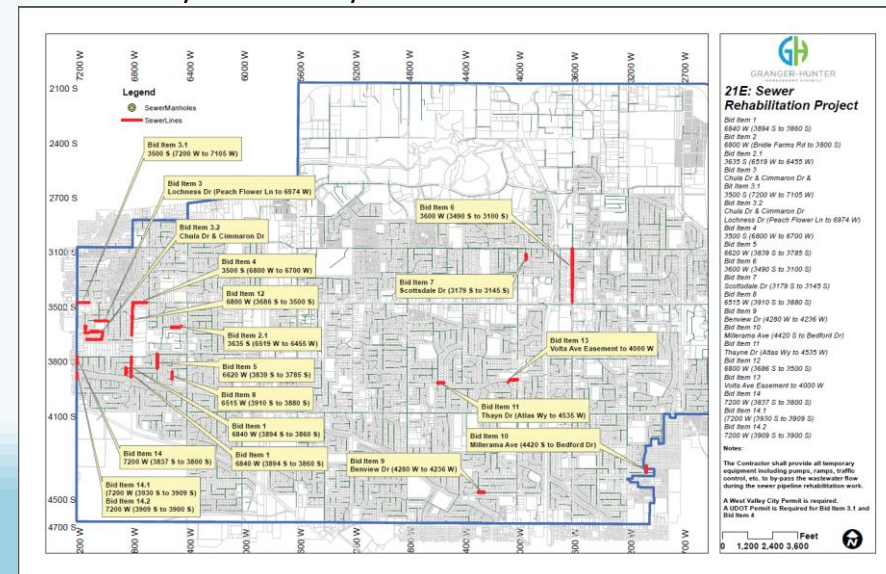 7200 W
6800 W
6400 W
6000 W
5600 W
5200 W
4800 W
4400 W
4000 W
3600 W
3200 W
2700 W
2100 S
2400 S
2700 S
3100 S
3500 S
3800 S
4100 S
4500 S
4700 S
Legend
SewerManholes
SewerLines
Bid Item 3.1
3500 S (7200 W to 7105 W)
Bid Item 3
Lochness Dr (Peach Flower Ln to 6974 W)
Bid Item 3.2
Chula Dr & Cimmaron Dr
Bid Item 4
3500 S (6800 W to 6700 W)
Bid Item 12
6800 W (3686 S to 3500 S)
Bid Item 2.1
3635 S (6519 W to 6455 W)
Bid Item 5
6620 W (3839 S to 3785 S)
Bid Item 8
6515 W (3910 S to 3880 S)
Bid Item 1
6840 W (3894 S to 3860 S)
Bid Item 1
6840 W (3894 S to 3860 S)
Bid Item 14
7200 W (3837 S to 3800 S)
Bid Item 14.1
(7200 W (3930 S to 3909 S)
Bid Item 14.2
7200 W (3909 S to 3900 S)
Bid Item 6
3600 W (3490 S to 3100 S)
Bid Item 7
Scottsdale Dr (3179 S to 3145 S)
Bid Item 13
Volta Ave Easement to 4000 W
Bid Item 11
Thayn Dr (Atlas Wy to 4535 W)
Bid Item 10
Millerama Ave (4420 S to Bedford Dr)
Bid Item 9
Benview Dr (4280 W to 4236 W)
7200 W
6800 W
6400 W
6000 W
5600 W
5200 W
4800 W
4400 W
4000 W
3600 W
3200 W
2700 W
GH
GRANGER-HUNTER
IMPROVEMENT DISTRICT
21E: Sewer
Rehabilitation Project
Bid Item 1
6840 W (3894 S to 3860 S)
Bid Item 2
6800 W (Bridle Farms Rd to 3800 S)
Bid Item 2.1
3635 S (6519 W to 6455 W)
Bid Item 3
Chula Dr & Cimmaron Dr &
Bid Item 3.1
3500 S (7200 W to 7105 W)
Bid Item 3.2
Chula Dr & Cimmaron Dr
Lochness Dr (Peach Flower Ln to 6974 W)
Bid Item 4
3500 S (6800 W to 6700 W)
Bid Item 5
6620 W (3839 S to 3785 S)
Bid Item 6
3600 W (3490 S to 3100 S)
Bid Item 7
Scottsdale Dr (3179 S to 3145 S)
Bid Item 8
6515 W (3910 S to 3880 S)
Bid Item 9
Benview Dr (4280 W to 4236 W)
Bid Item 10
Millerama Ave (4420 S to Bedford Dr)
Bid Item 11
Thayne Dr (Atlas Wy to 4535 W)
Bid Item 12
6800 W (3686 S to 3500 S)
Bid Item 13
Volta Ave Easement to 4000 W
Bid Item 14
7200 W (3837 S to 3800 S)
Bid Item 14.1
(7200 W (3930 S to 3909 S)
Bid Item 14.2
7200 W (3909 S to 3900 S)
Notes:
The Contractor shall provide all temporary
equipment including pumps, ramps, traffic
control, etc. to by-pass the wastewater flow
during the sewer pipeline rehabilitation work.
A West Valley City Permit is required.
A UDOT Permit is Required for Bid Item 3.1 and
Bid Item 4
Feet
0 1,200 2,400 3,600
N